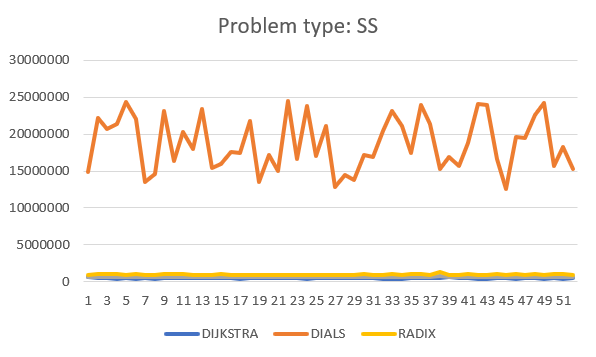 Problem type: SS
30000000
25000000
20000000
15000000
10000000
5000000
0
1 3 5 7 9 11 13 15 17 19 21 23 25 27 29 31 33 35 37 39 41 43 45 47 49 51
DIJKSTRA DIALS RADIX